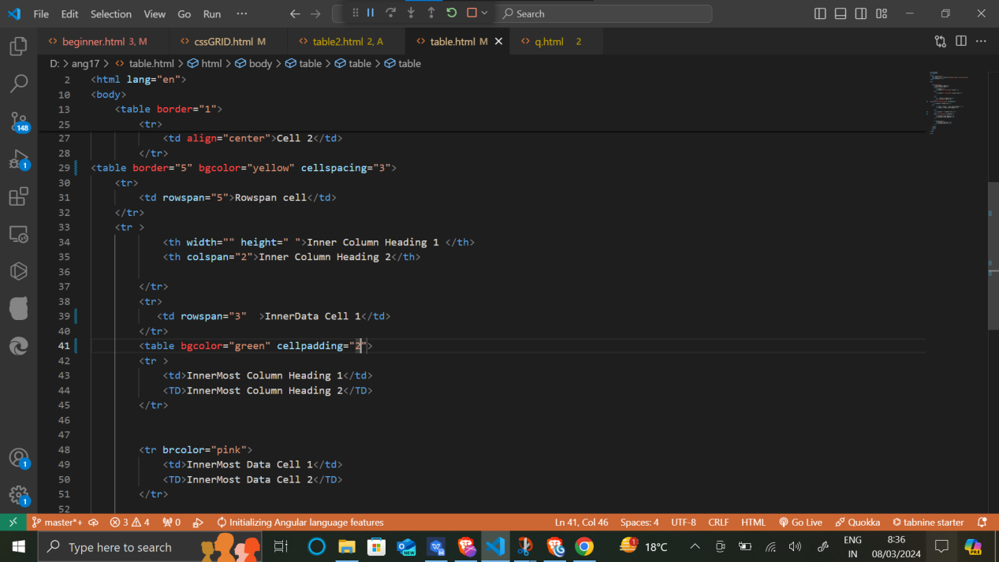 File Edit Selection View Go Run ··· Search
beginner.html 3, M cssGRID.html M table2.html 2, A table.html M q.html 2
D: > ang17 > table.html > html > body > table > table > table
2 <html lang="en">
10 <body>
13 <table border="1">
25 <tr>
27 <td align="center">Cell 2</td>
28 </tr>
29 <table border="5" bgcolor="yellow" cellspacing="3">
30 <tr>
31 <td rowspan="5">Rowspan cell</td>
32 </tr>
33 <tr >
34 <th width="" height=" ">Inner Column Heading 1 </th>
35 <th colspan="2">Inner Column Heading 2</th>
36
37 </tr>
38 <tr>
39 <td rowspan="3"  >InnerData Cell 1</td>
40 </tr>
41 <table bgcolor="green" cellpadding="2">
42 <tr >
43 <td>InnerMost Column Heading 1</td>
44 <TD>InnerMost Column Heading 2</TD>
45 </tr>
46
47
48 <tr brcolor="pink">
49 <td>InnerMost Data Cell 1</td>
50 <TD>InnerMost Data Cell 2</TD>
51 </tr>
52
148
1
1
1
master*+ 3 4 0 Initializing Angular language features Ln 41, Col 46 Spaces: 4 UTF-8 CRLF HTML Go Live Quokka tabnine starter
Type here to search NEW 1 18°C ENG 8:36
IN 08/03/2024 PRE